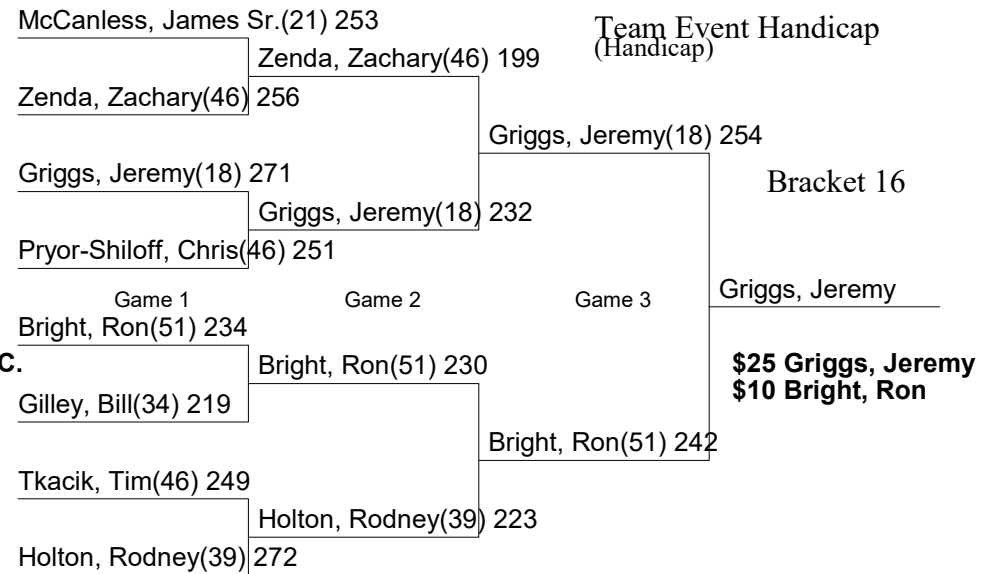 McCanless, James Sr.(21) 253
Team Event Handicap
(Handicap)
Zenda, Zachary(46) 199
Zenda, Zachary(46) 256
Griggs, Jeremy(18) 254
Griggs, Jeremy(18) 271
Bracket 16
Griggs, Jeremy(18) 232
Pryor-Shiloff, Chris(46) 251
Game 1
Game 2
Game 3
Griggs, Jeremy
Bright, Ron(51) 234
C.
Bright, Ron(51) 230
$25 Griggs, Jeremy
$10 Bright, Ron
Gilley, Bill(34) 219
Bright, Ron(51) 242
Tkacik, Tim(46) 249
Holton, Rodney(39) 223
Holton, Rodney(39) 272